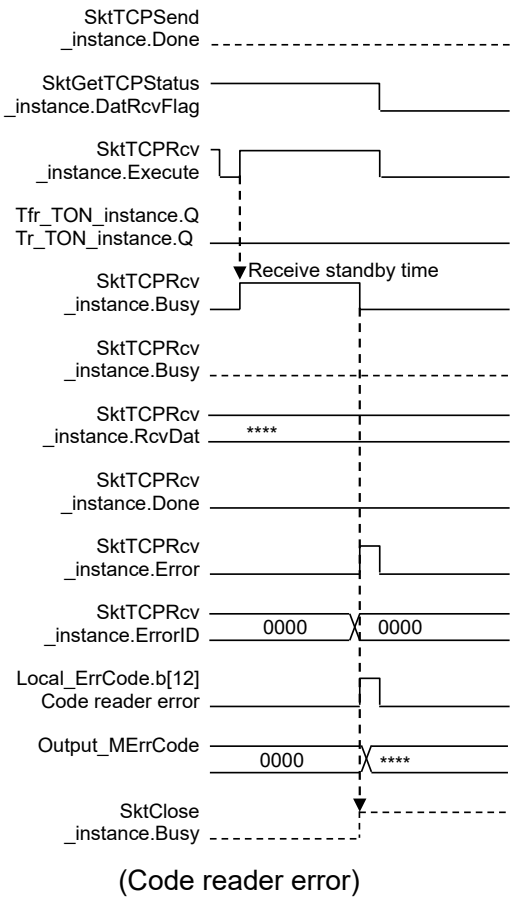 SktTCPSend
_instance.Done
SktGetTCPStatus
_instance.DatRcvFlag
SktTCPRcv
_instance.Execute
Tfr_TON_instance.Q
Tr_TON_instance.Q
Receive standby time
SktTCPRcv
_instance.Busy
SktTCPRcv
_instance.Busy
SktTCPRcv
_instance.RcvDat
****
SktTCPRcv
_instance.Done
SktTCPRcv
_instance.Error
SktTCPRcv
_instance.ErrorID
0000 0000
Local_ErrCode.b[12]
Code reader error
Output_MErrCode
0000 ****
SktClose
_instance.Busy
(Code reader error)